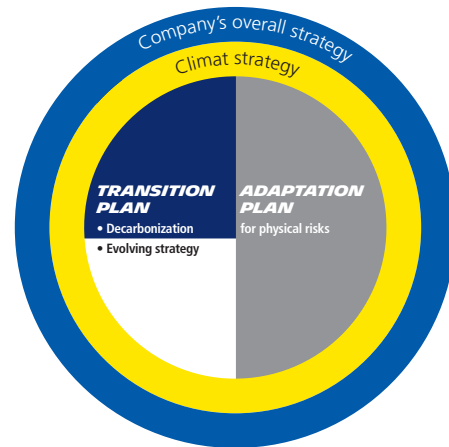 Company's overall strategy
Climat strategy
TRANSITION
PLAN
• Decarbonization
• Evolving strategy
ADAPTATION
PLAN
for physical risks